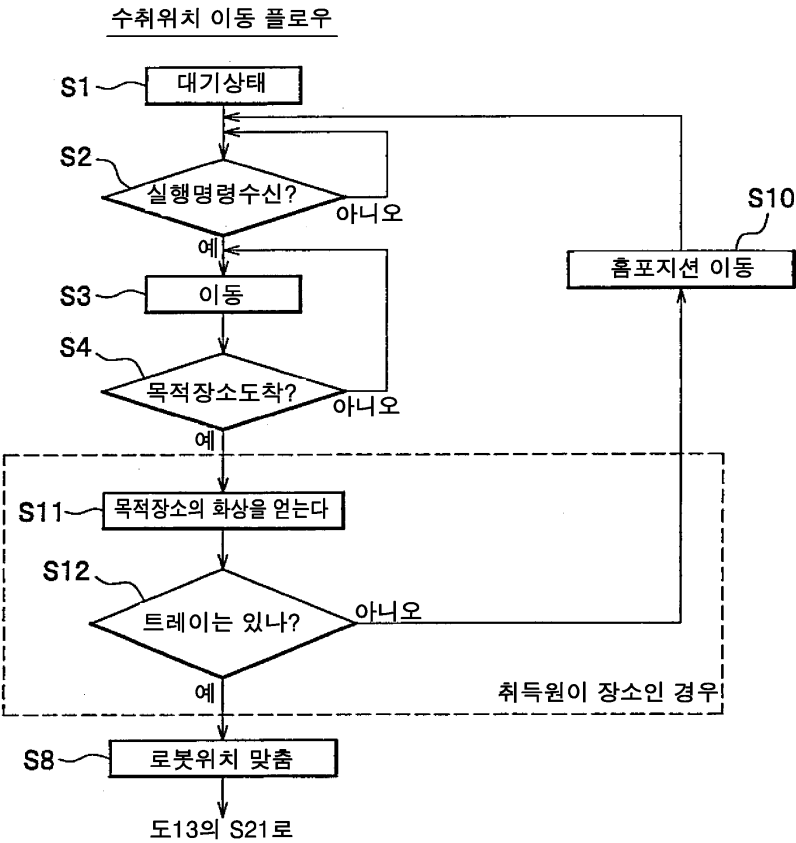 수취위치 이동 플로우
S1
대기상태
S2
실행명령수신?
아니오
예
S10
홈포지션 이동
S3
이동
S4
목적장소도착?
아니오
예
S11
목적장소의 화상을 얻는다
S12
트레이는 있나?
아니오
예
취득원이 장소인 경우
S8
로봇위치 맞춤
도13의 S21로